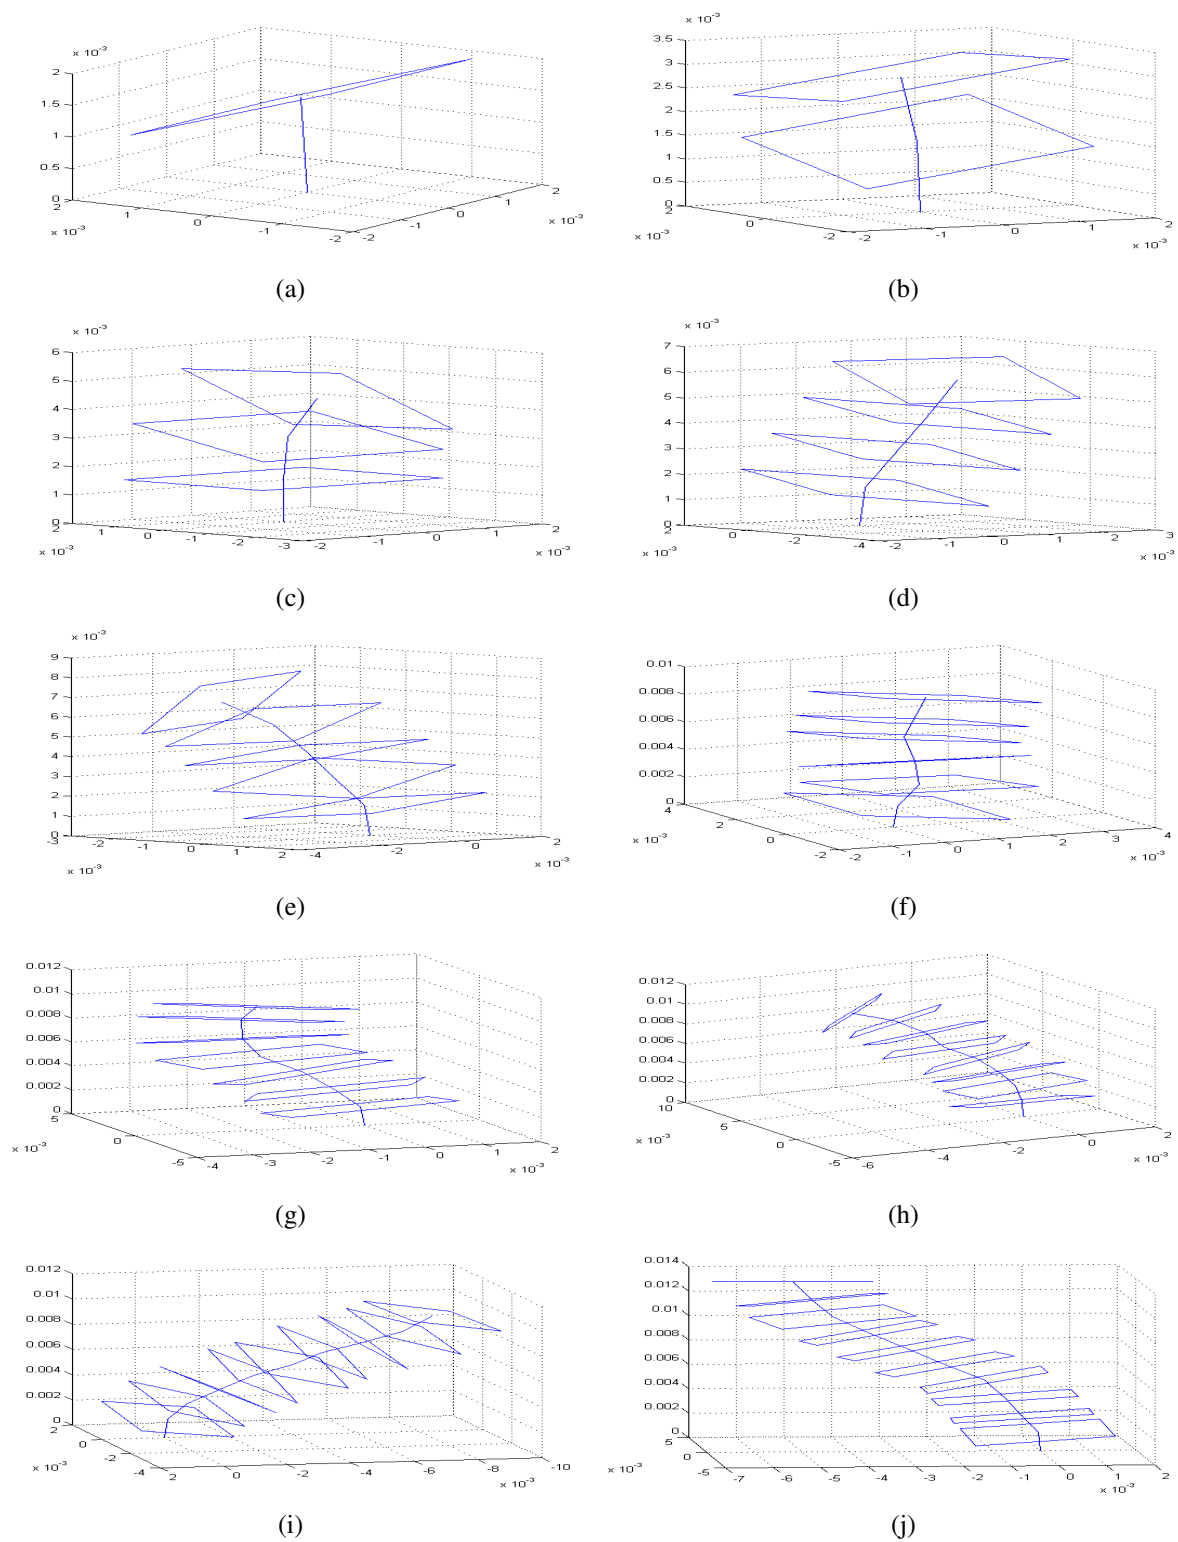 x 10^-3
2
1.5
1
0.5
0
2 1 0 -1 -2 -2 -1 0 1 2
x 10^-3 x 10^-3
(a)
x 10^-3
3.5
3
2.5
2
1.5
1
0.5
0
2 0 -2 -2 -1 0 1 2
x 10^-3 x 10^-3
(b)
x 10^-3
6
5
4
3
2
1
0
2 1 0 -1 -2 -3 -2 -1 0 1 2
x 10^-3 x 10^-3
(c)
x 10^-3
7
6
5
4
3
2
1
0
2 0 -2 -4 -2 -1 0 1 2 3
x 10^-3 x 10^-3
(d)
x 10^-3
9
8
7
6
5
4
3
2
1
0
-3 -2 -1 0 1 2 -4 -2 0 2
x 10^-3 x 10^-3
(e)
0.01
0.008
0.006
0.004
0.002
0
4 2 0 -2 -2 -1 0 1 2 3 4
x 10^-3 x 10^-3
(f)
0.012
0.01
0.008
0.006
0.004
0.002
0
5 0 -5 -4 -3 -2 -1 0 1 2
x 10^-3 x 10^-3
(g)
0.012
0.01
0.008
0.006
0.004
0.002
0
10 5 0 -5 -6 -4 -2 0 2
x 10^-3 x 10^-3
(h)
0.012
0.01
0.008
0.006
0.004
0.002
0
2 0 -2 -4 2 0 -2 -4 -6 -8 -10
x 10^-3 x 10^-3
(i)
0.014
0.012
0.01
0.008
0.006
0.004
0.002
0
5 0 -5 -7 -6 -5 -4 -3 -2 -1 0 1 2
x 10^-3 x 10^-3
(j)